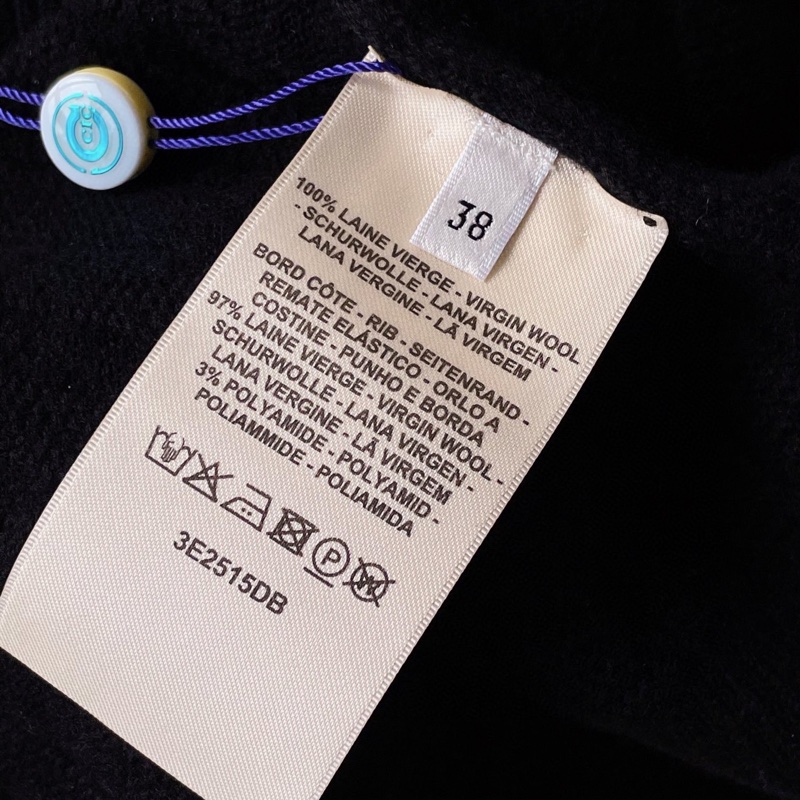 CIC
38
100% LAINE VIERGE - VIRGIN WOOL
- SCHURWOLLE - LANA VIRGEN -
LANA VERGINE - LÃ VIRGEM
BORD CÔTE - RIB - SEITENRAND -
REMATE ELÁSTICO - ORLO A
COSTINE - PUNHO E BORDA
97% LAINE VIERGE - VIRGIN WOOL -
SCHURWOLLE - LANA VIRGEN -
LANA VERGINE - LÃ VIRGEM
3% POLYAMIDE - POLYAMID -
POLIAMMIDE - POLIAMIDA
P W
3E2515DB